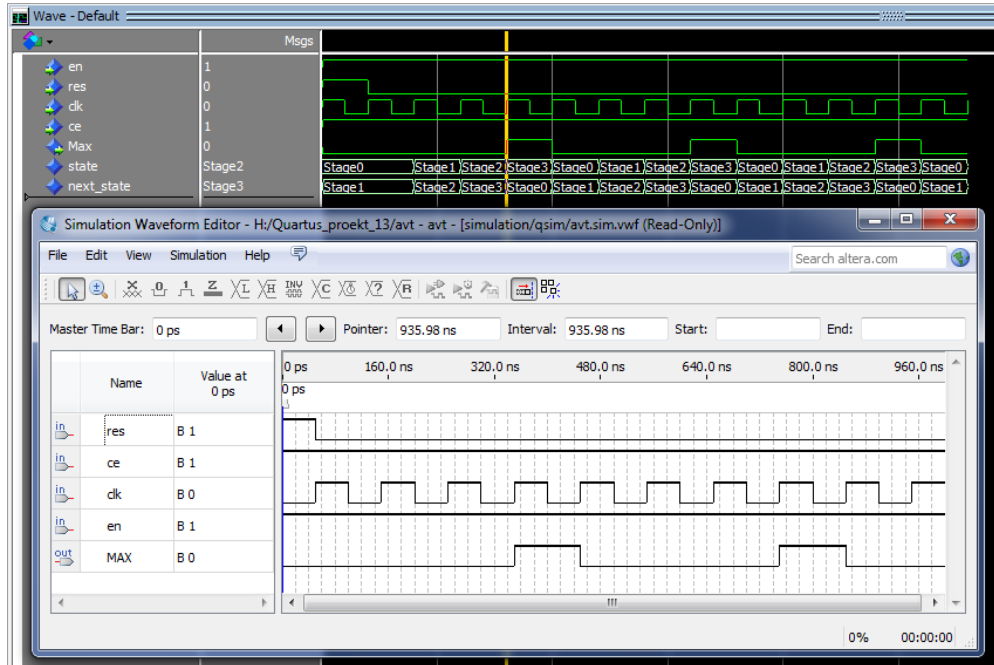 Wave - Default
Msgs
en 1
res 0
clk 0
ce 1
Max 0
state Stage2 Stage0 Stage1 Stage2 Stage3 Stage0 Stage1 Stage2 Stage3 Stage0 Stage1 Stage2 Stage3 Stage0
next_state Stage3 Stage1 Stage2 Stage3 Stage0 Stage1 Stage2 Stage3 Stage0 Stage1 Stage2 Stage3 Stage0 Stage1
Simulation Waveform Editor - H:/Quartus_proekt_13/avt - avt - [simulation/qsim/avt.sim.vwf (Read-Only)]
File Edit View Simulation Help Search altera.com
Master Time Bar: 0 ps Pointer: 935.98 ns Interval: 935.98 ns Start: End:
Name Value at 0 ps 160.0 ns 320.0 ns 480.0 ns 640.0 ns 800.0 ns 960.0 ns
0 ps 0 ps
in res B 1
in ce B 1
in clk B 0
in en B 1
out MAX B 0
0% 00:00:00